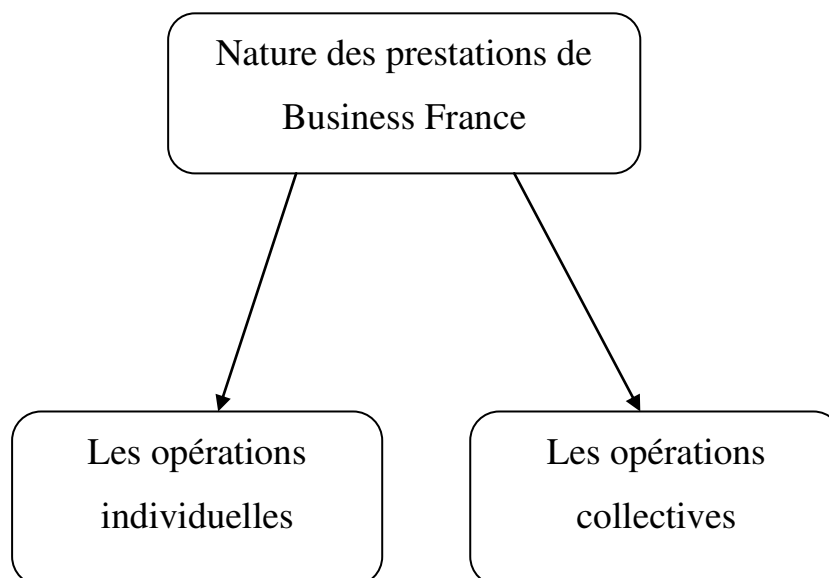 Nature des prestations de
Business France
Les opérations
individuelles
Les opérations
collectives